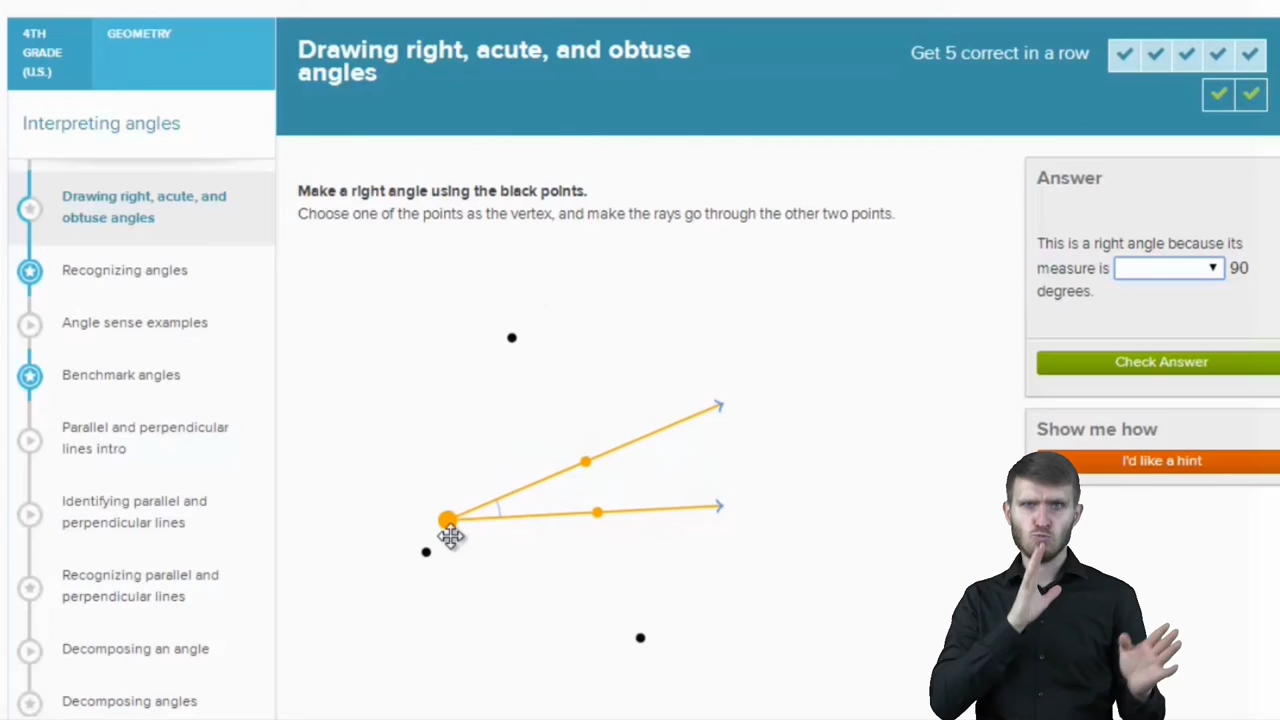 4TH
GRADE
(U.S.)
GEOMETRY
Interpreting angles
Drawing right, acute, and
obtuse angles
Recognizing angles
Angle sense examples
Benchmark angles
Parallel and perpendicular
lines intro
Identifying parallel and
perpendicular lines
Recognizing parallel and
perpendicular lines
Decomposing an angle
Decomposing angles
Drawing right, acute, and obtuse
angles
Get 5 correct in a row
Make a right angle using the black points.
Choose one of the points as the vertex, and make the rays go through the other two points.
Answer
This is a right angle because its
measure is 90
degrees.
Check Answer
Show me how
I'd like a hint